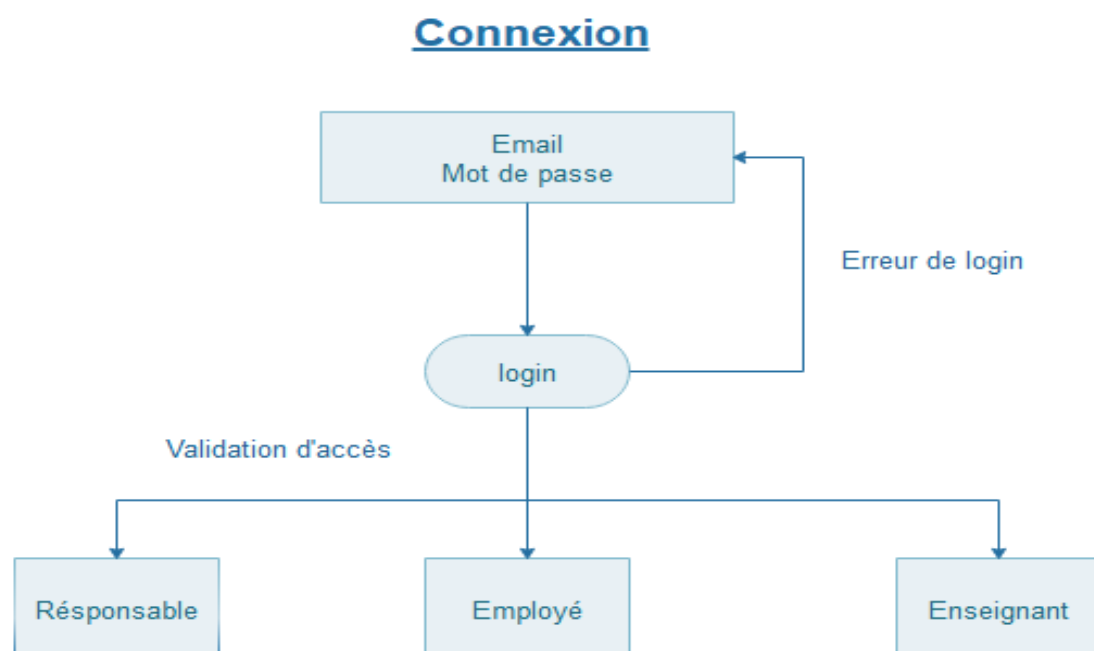 Connexion
Email
Mot de passe
Erreur de login
login
Validation d'accès
Résponsable
Employé
Enseignant